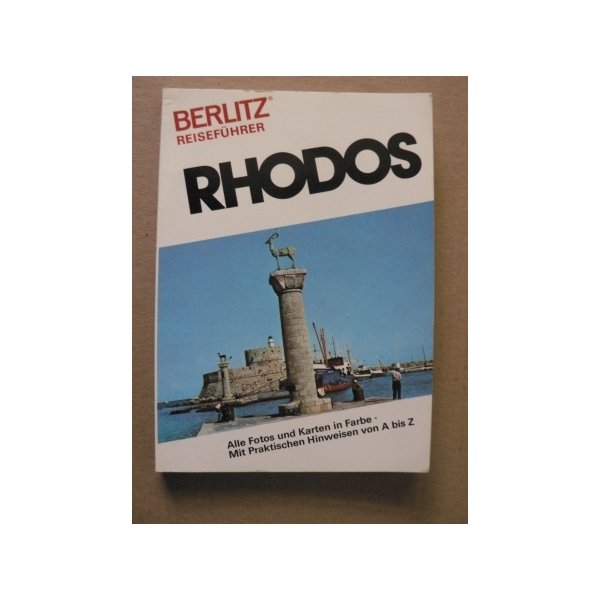 BERLITZ®
REISEFÜHRER
RHODOS
Alle Fotos und Karten in Farbe ·
Mit Praktischen Hinweisen von A bis Z